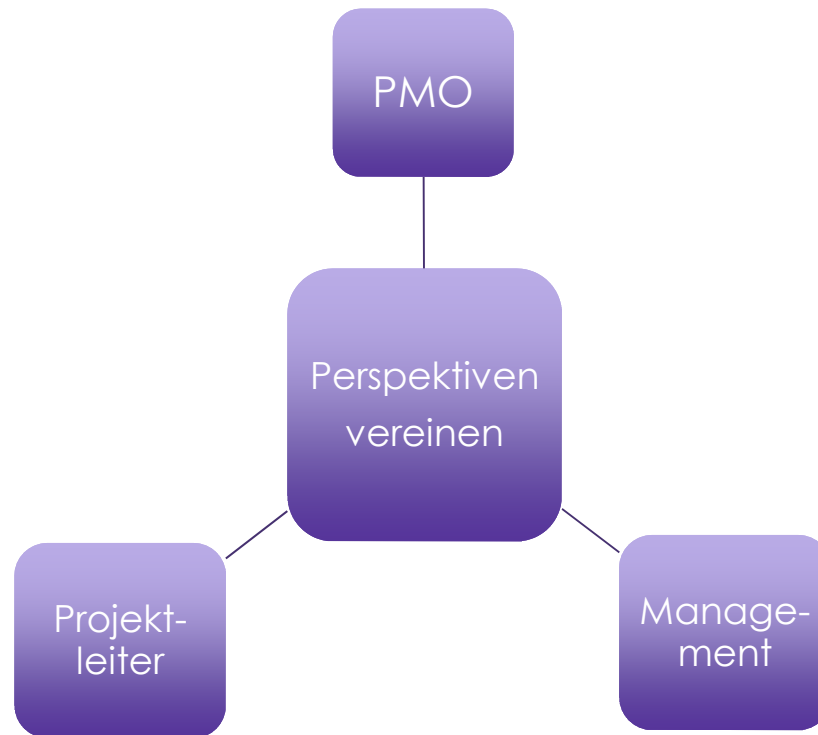 PMO
Perspektiven
vereinen
Projekt-
leiter
Manage-
ment